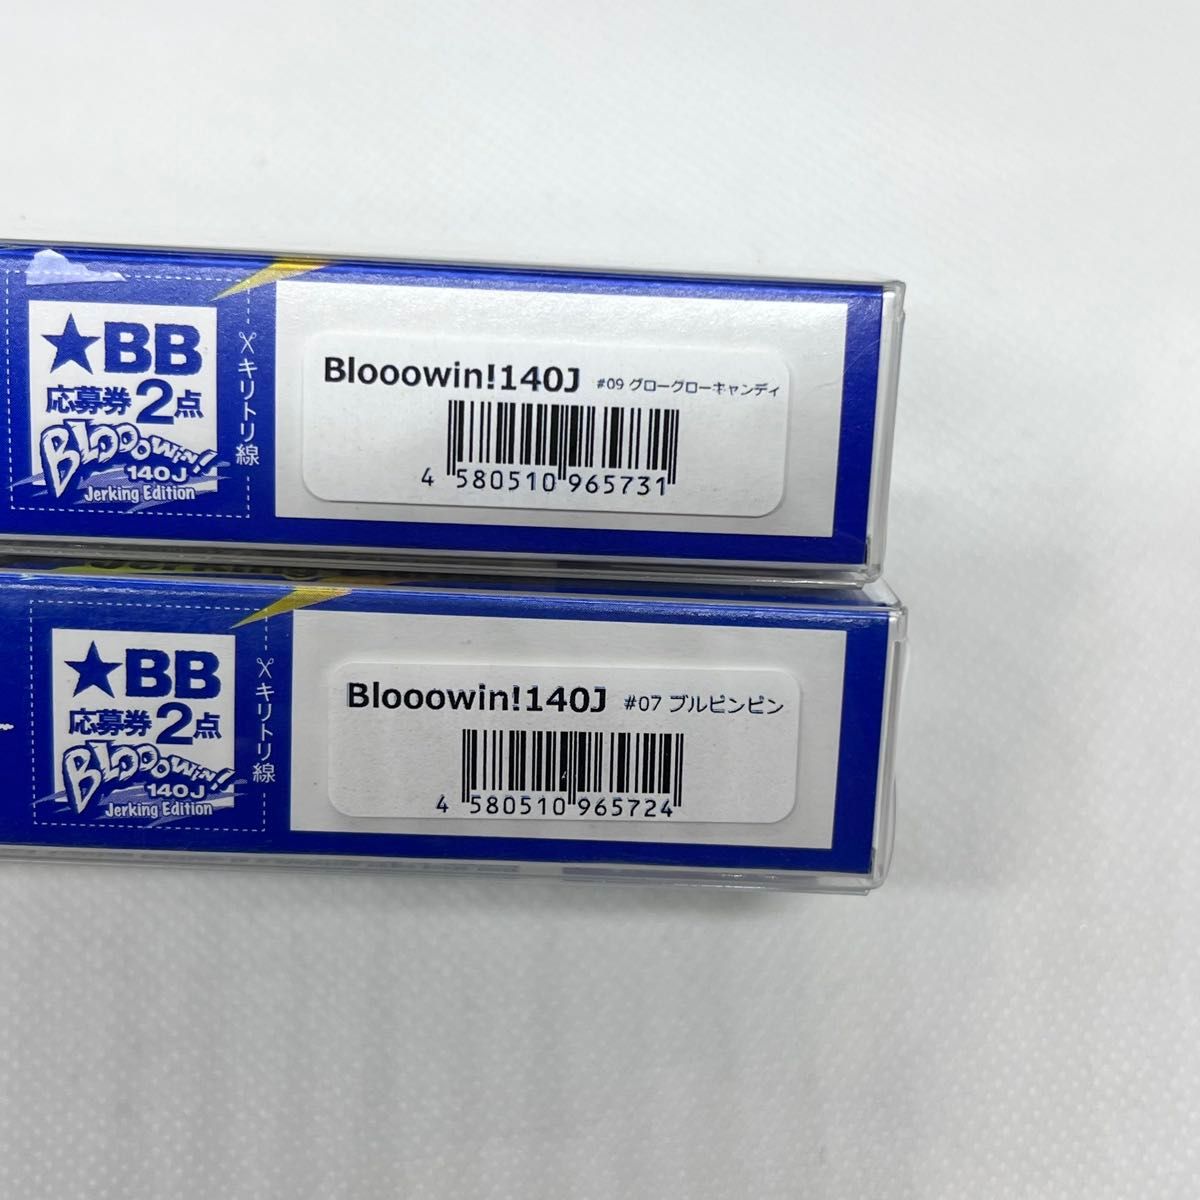 ★BB
応募券2点
Blooowin!
140J
Jerking Edition
キリトリ線
Blooowin!140J #09 グローグローキャンディ
4 580510 965731
★BB
応募券2点
Blooowin!!
140J
Jerking Edition
キリトリ線
Blooowin!140J #07 ブルピンピン
4 580510 965724